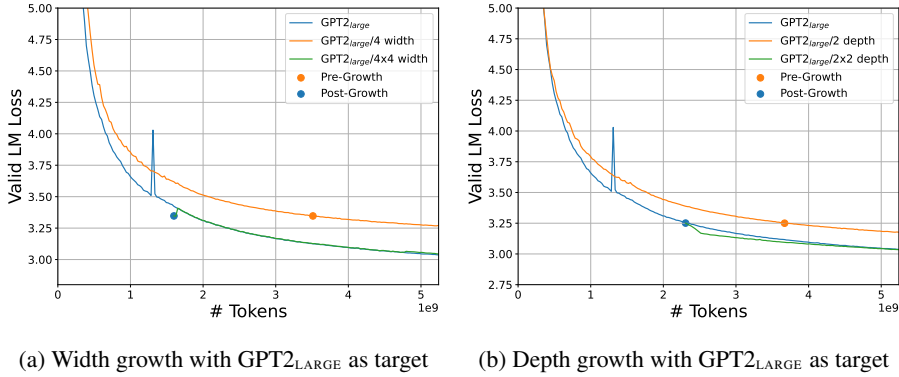 5.00
4.75
4.50
4.25
4.00
3.75
3.50
3.25
3.00
Valid LM Loss
0
1
2
3
4
5
1e9
# Tokens
GPT2large
GPT2large/4 width
GPT2large/4x4 width
Pre-Growth
Post-Growth
(a) Width growth with GPT2LARGE as target
5.00
4.75
4.50
4.25
4.00
3.75
3.50
3.25
3.00
2.75
Valid LM Loss
0
1
2
3
4
5
1e9
# Tokens
GPT2large
GPT2large/2 depth
GPT2large/2x2 depth
Pre-Growth
Post-Growth
(b) Depth growth with GPT2LARGE as target